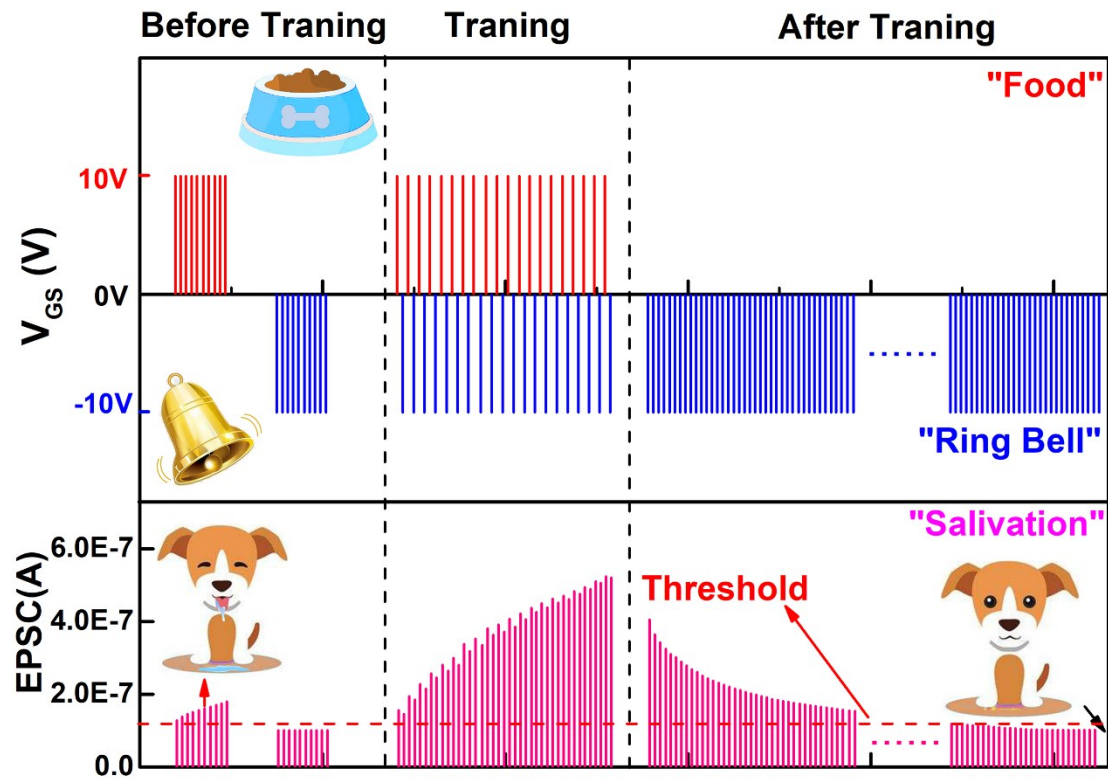 Before Traning
Traning
After Traning
"Food"
10V
0V
-10V
V_GS (V)
"Ring Bell"
"Salivation"
6.0E-7
4.0E-7
2.0E-7
0.0
EPSC(A)
Threshold